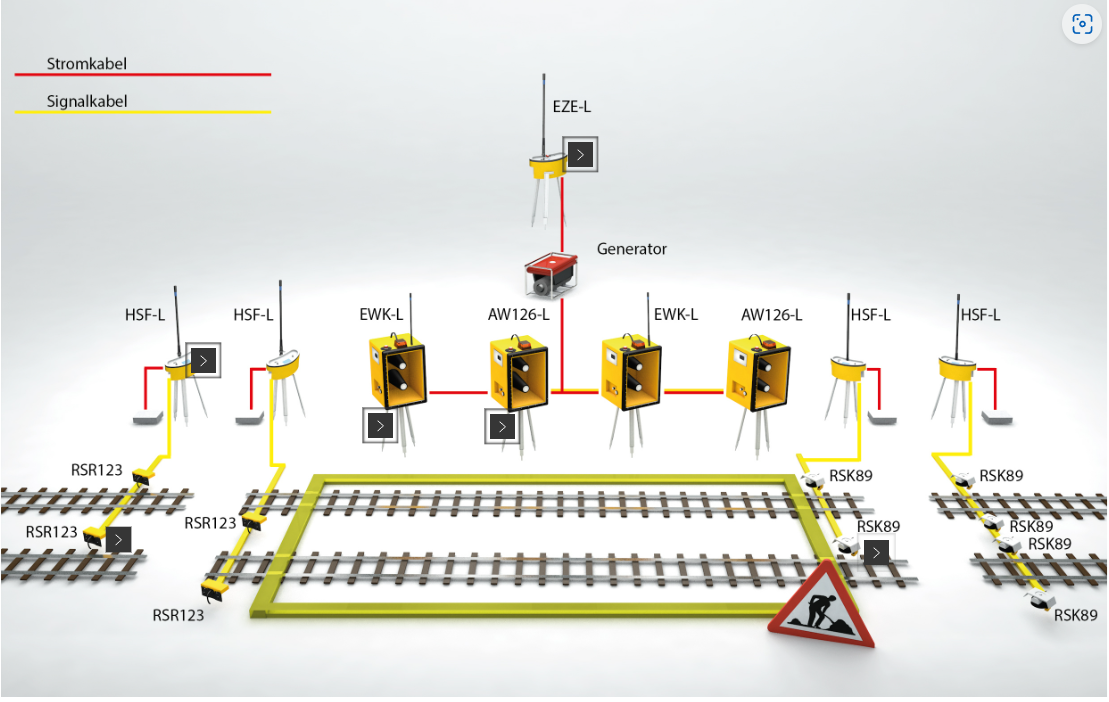 Stromkabel
Signalkabel
EZE-L
Generator
HSF-L
HSF-L
EWK-L
AW126-L
EWK-L
AW126-L
HSF-L
HSF-L
RSR123
RSK89
RSK89
RSR123
RSR123
RSK89
RSK89
RSK89
RSR123
RSK89